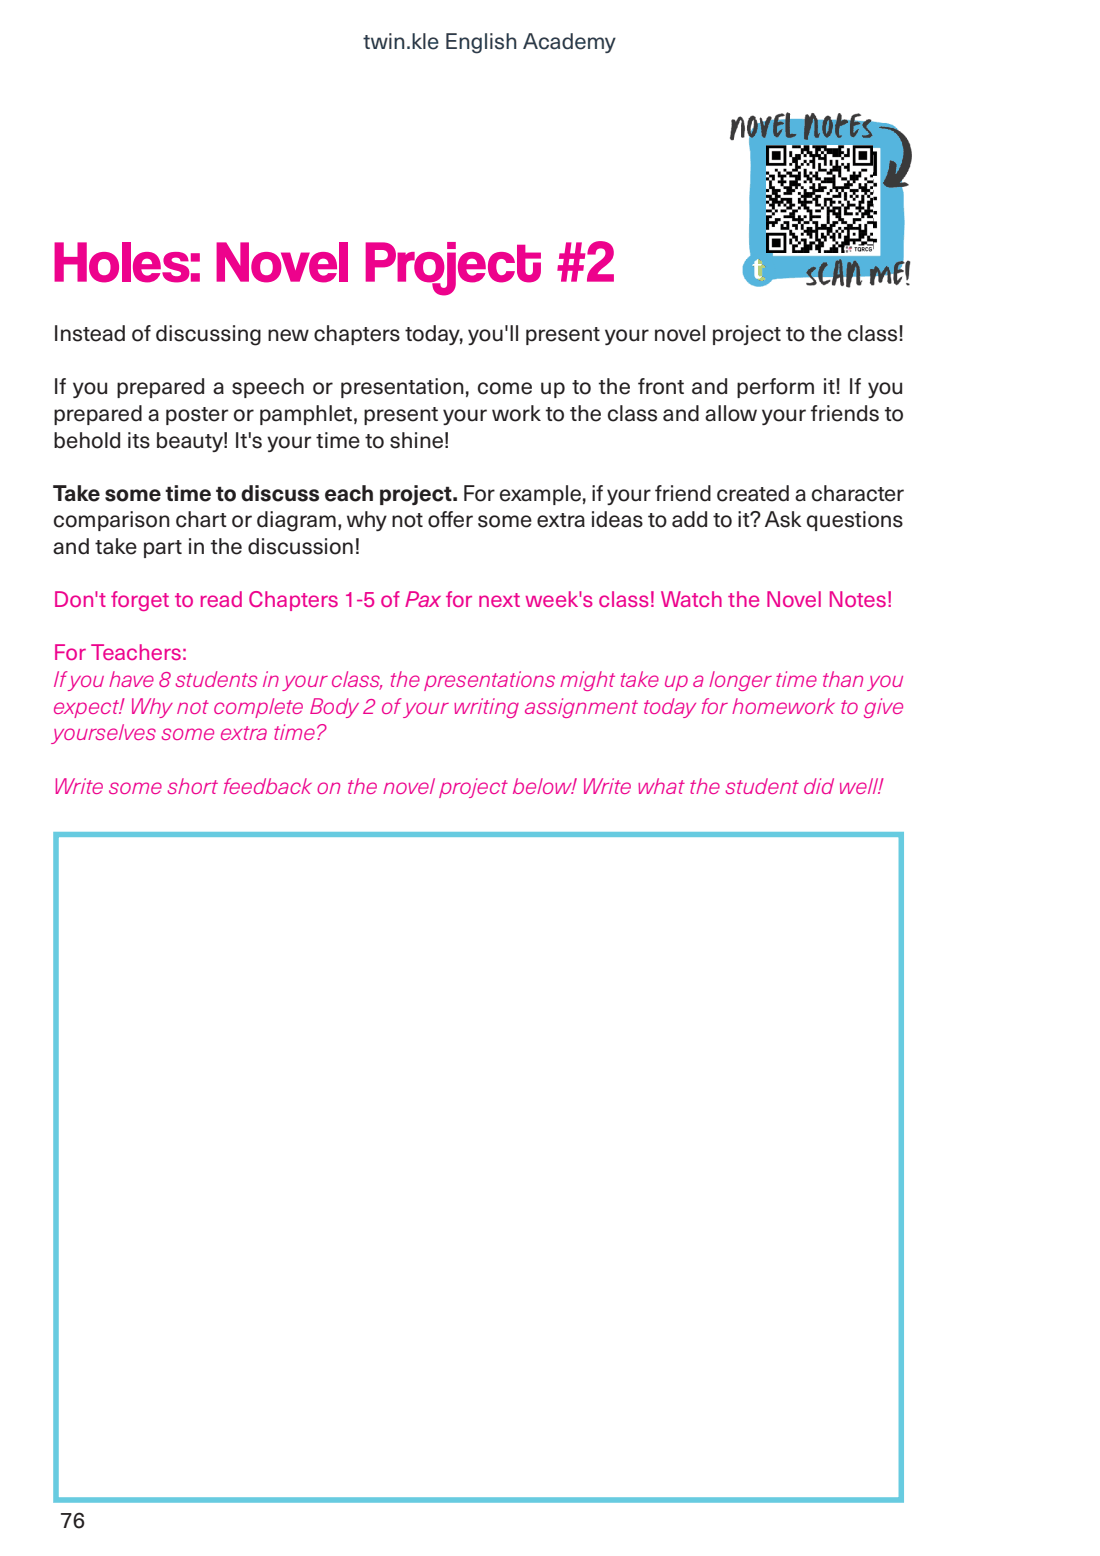 twin.kle English Academy
NOVEL NOTES
TQRCG
t
SCAN ME!
Holes: Novel Project #2
Instead of discussing new chapters today, you'll present your novel project to the class!
If you prepared a speech or presentation, come up to the front and perform it! If you
prepared a poster or pamphlet, present your work to the class and allow your friends to
behold its beauty! It's your time to shine!
Take some time to discuss each project. For example, if your friend created a character
comparison chart or diagram, why not offer some extra ideas to add to it? Ask questions
and take part in the discussion!
Don't forget to read Chapters 1-5 of Pax for next week's class! Watch the Novel Notes!
For Teachers:
If you have 8 students in your class, the presentations might take up a longer time than you
expect! Why not complete Body 2 of your writing assignment today for homework to give
yourselves some extra time?
Write some short feedback on the novel project below! Write what the student did well!
76